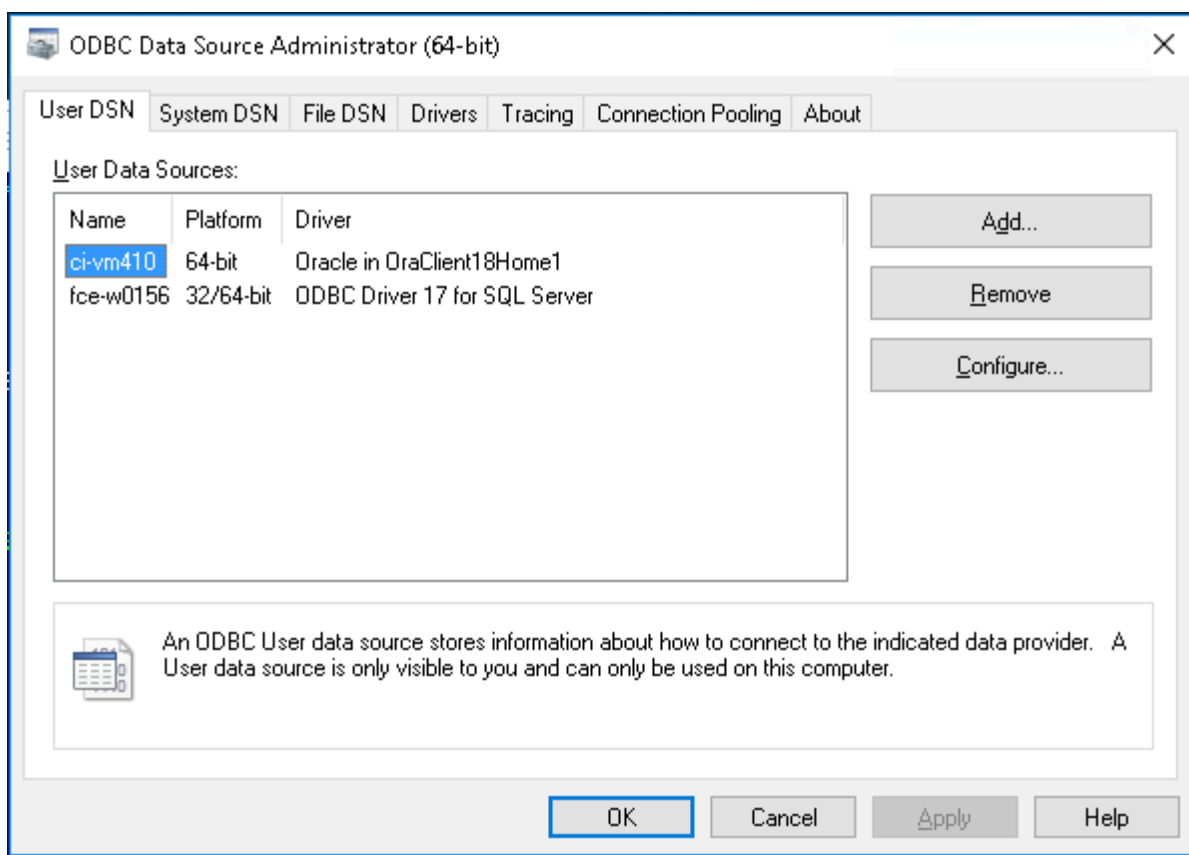 ODBC Data Source Administrator (64-bit)
User DSN System DSN File DSN Drivers Tracing Connection Pooling About
User Data Sources:
Name Platform Driver
ci-vm410 64-bit Oracle in OraClient18Home1
fce-w0156 32/64-bit ODBC Driver 17 for SQL Server
Add...
Remove
Configure...
An ODBC User data source stores information about how to connect to the indicated data provider. A
User data source is only visible to you and can only be used on this computer.
OK Cancel Apply Help